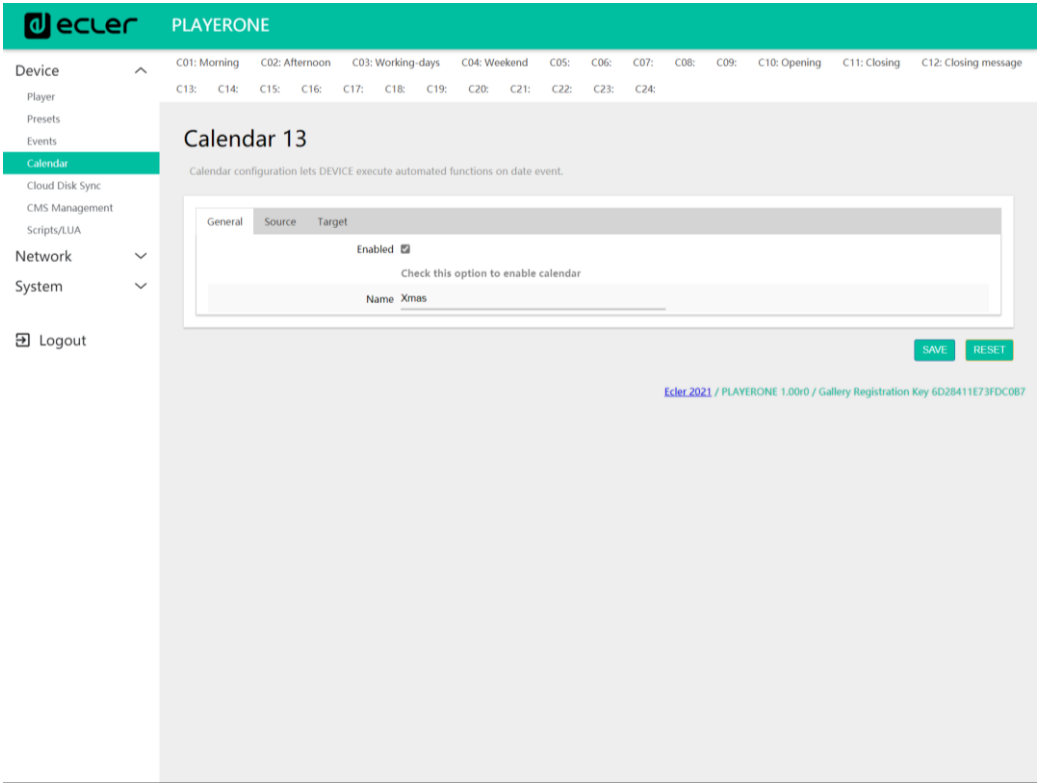 ecler PLAYERONE
Device
Player
Presets
Events
Calendar
Cloud Disk Sync
CMS Management
Scripts/LUA
Network
System
Logout
C01: Morning C02: Afternoon C03: Working-days C04: Weekend C05: C06: C07: C08: C09: C10: Opening C11: Closing C12: Closing message
C13: C14: C15: C16: C17: C18: C19: C20: C21: C22: C23: C24:
Calendar 13
Calendar configuration lets DEVICE execute automated functions on date event.
General Source Target
Enabled
Check this option to enable calendar
Name Xmas
SAVE RESET
Ecler 2021 / PLAYERONE 1.00r0 / Gallery Registration Key 6D28411E73FDC0B7